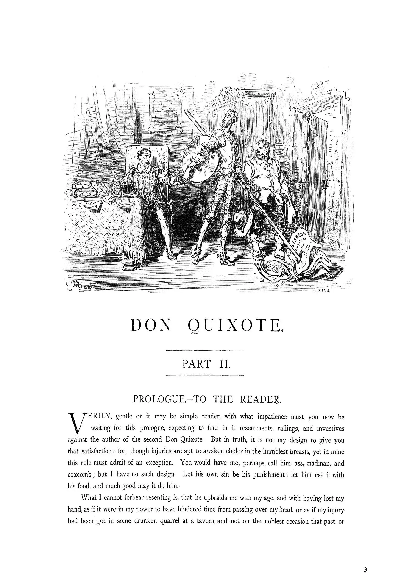 DON QUIXOTE.
PART II.
PROLOGUE.—TO THE READER.
VERILY, gentle or it may be simple reader with what impatience must you now be
waiting for this prologue, expecting to find in it resentments, railings, and invectives
against the author of the second Don Quixote. But in truth, it is not my design to give you
that satisfaction; for, though injuries are apt to awaken choler in the humblest breasts, yet in mine
this rule must admit of an exception. You would have me, perhaps call him ass, madman, and
coxcomb; but I have no such design. Let his own sin be his punishment; let him eat it with
his food, and much good may it do him.
What I cannot forbear resenting is, that he upbraids me with my age, and with having lost my
hand, as if it were in my power to have hindered time from passing over my head, or as if my injury
had been got in some drunken quarrel at a tavern and not on the noblest occasion that past or